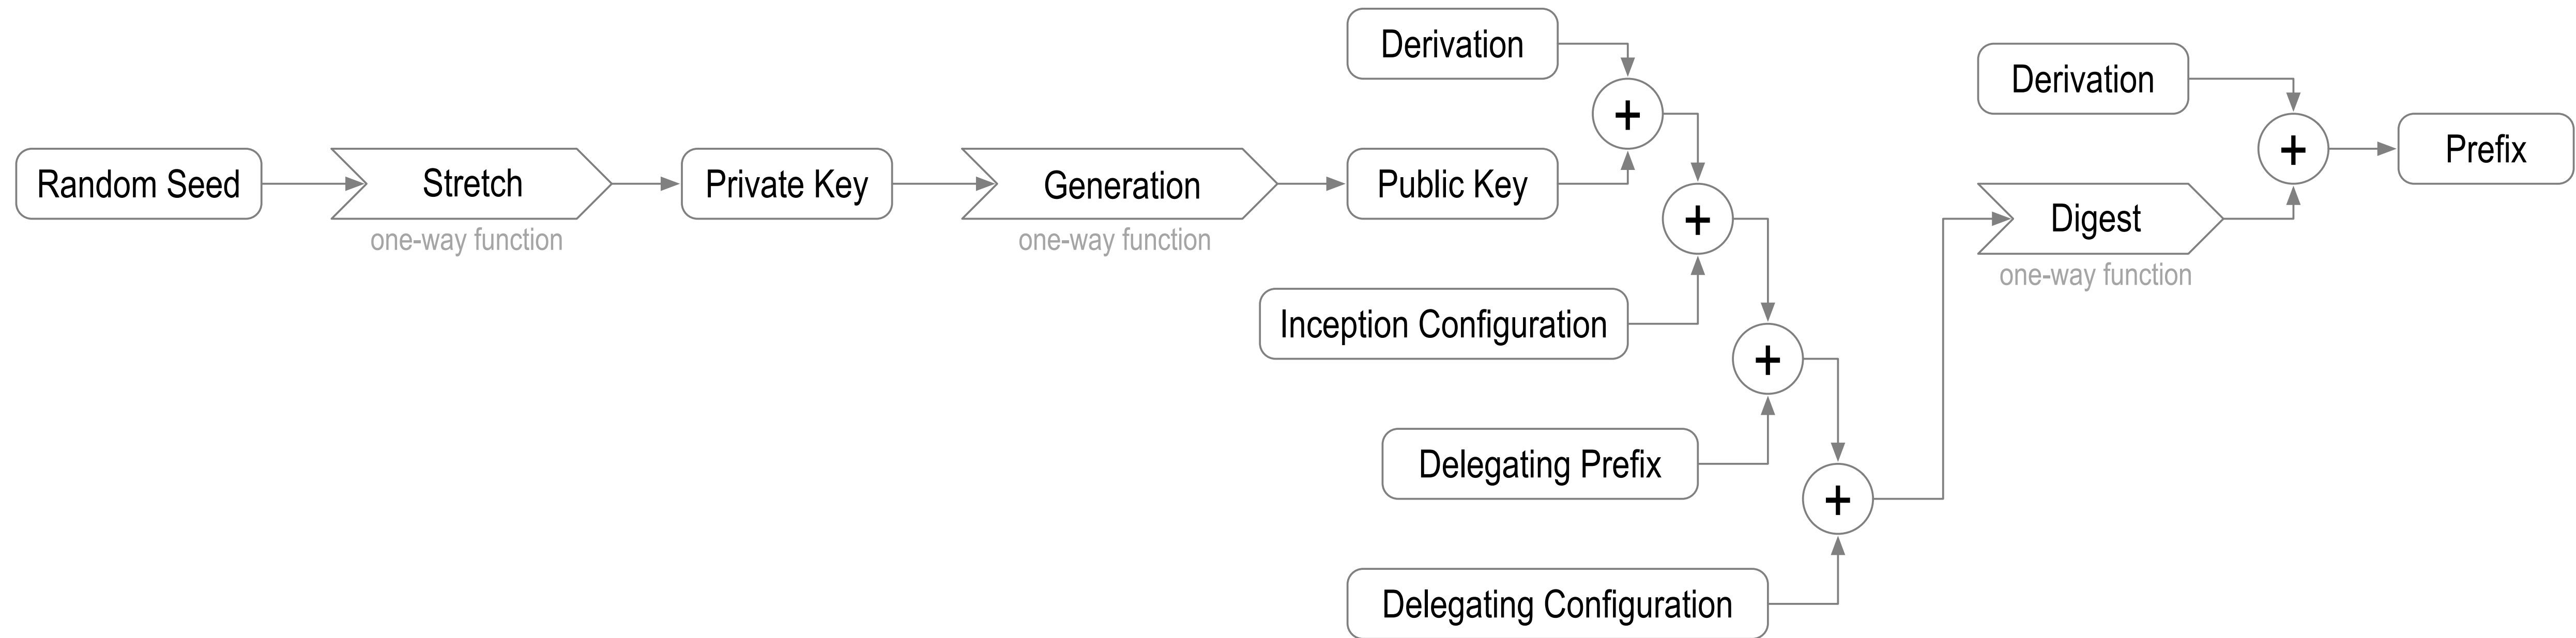 Random Seed
Stretch
one-way function
Private Key
Generation
one-way function
Derivation
+
Public Key
+
Inception Configuration
+
Delegating Prefix
+
Delegating Configuration
Digest
one-way function
Derivation
+
Prefix